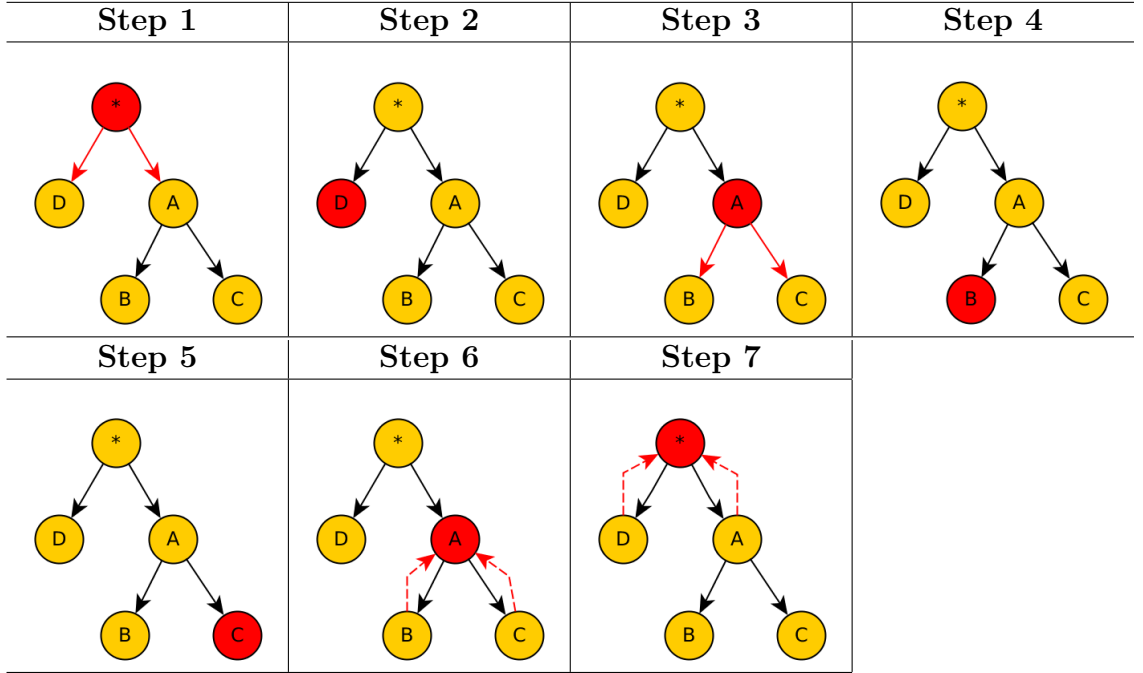 Step 1 Step 2 Step 3 Step 4
* * * *
D A D A D A D A
B C B C B C B C
Step 5 Step 6 Step 7
* * *
D A D A D A
B C B C B C